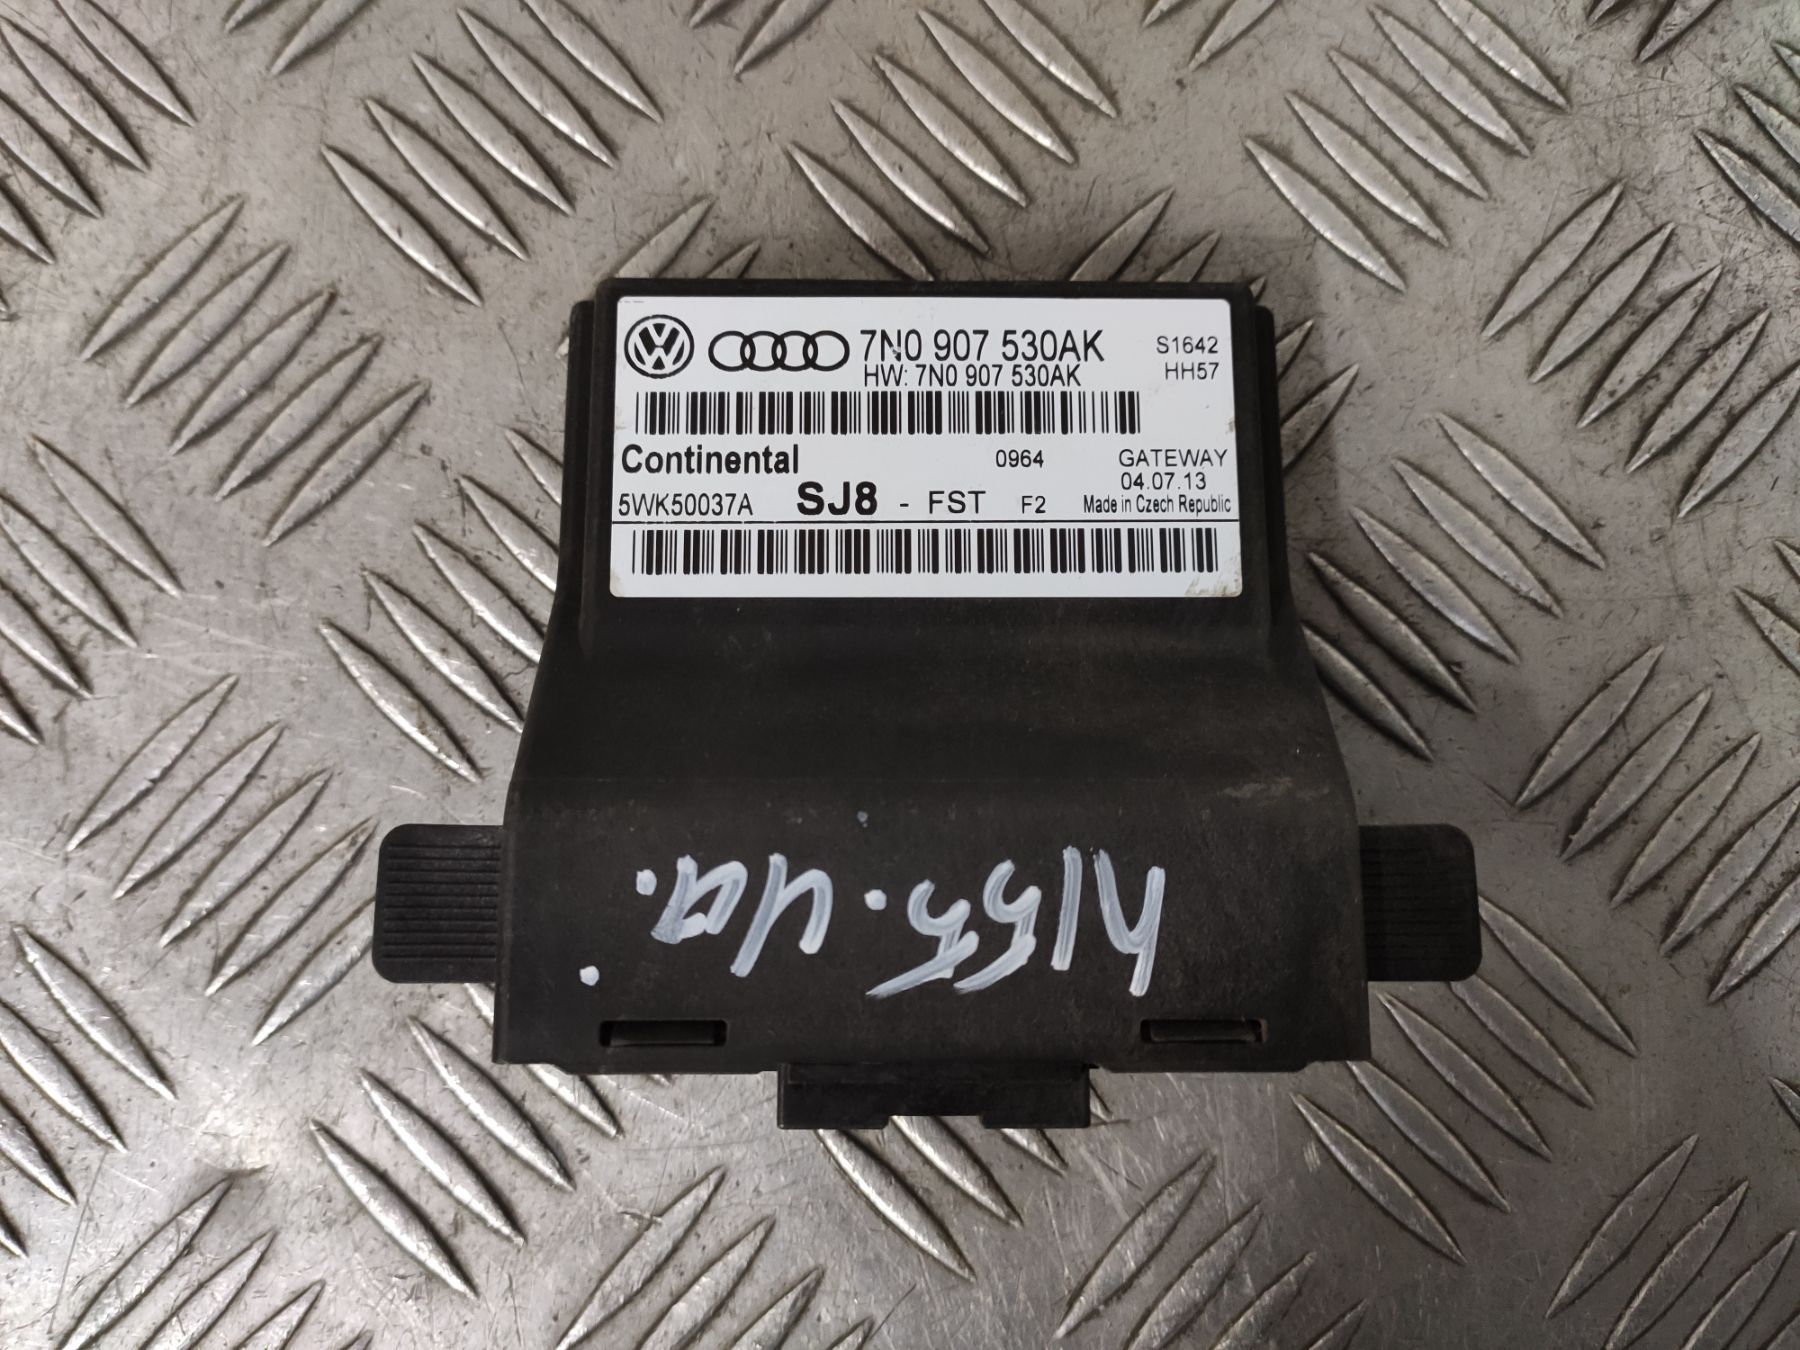 7N0 907 530AK
S1642
HW: 7N0 907 530AK
HH57
Continental
0964
GATEWAY
04.07.13
5WK50037A SJ8 - FST F2
Made in Czech Republic